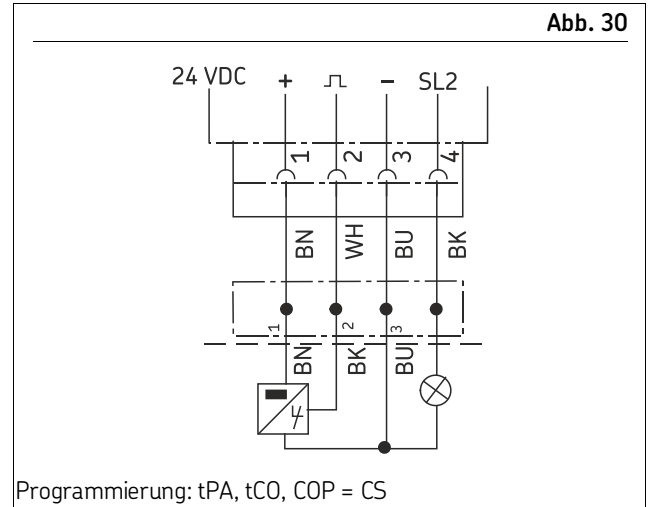 Abb. 30
24 VDC + ⎍ − SL2
1 2 3 4
BN WH BU BK
1 2 3
BN BK BU
Programmierung: tPA, tCO, COP = CS